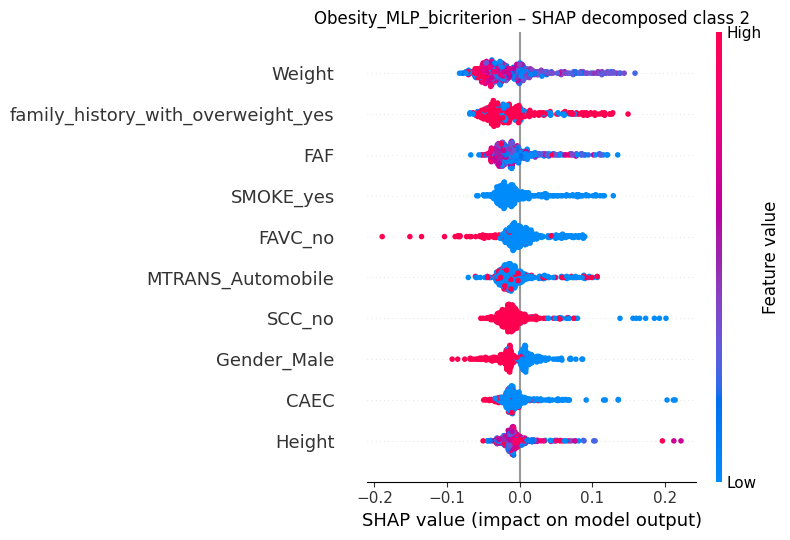 Obesity_MLP_bicriterion – SHAP decomposed class 2
High
Weight
family_history_with_overweight_yes
FAF
SMOKE_yes
FAVC_no
MTRANS_Automobile
SCC_no
Gender_Male
CAEC
Height
Feature value
Low
−0.2 −0.1 0.0 0.1 0.2
SHAP value (impact on model output)